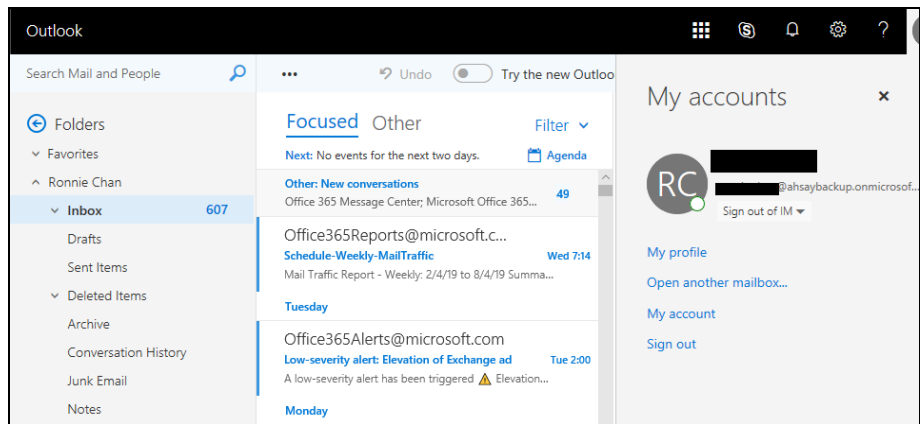 Outlook
?
Search Mail and People
Folders
Favorites
Ronnie Chan
Inbox 607
Drafts
Sent Items
Deleted Items
Archive
Conversation History
Junk Email
Notes
••• Undo Try the new Outloo
Focused Other Filter
Next: No events for the next two days. Agenda
Other: New conversations
Office 365 Message Center; Microsoft Office 365... 49
Office365Reports@microsoft.c...
Schedule-Weekly-MailTraffic Wed 7:14
Mail Traffic Report - Weekly: 2/4/19 to 8/4/19 Summa...
Tuesday
Office365Alerts@microsoft.com
Low-severity alert: Elevation of Exchange ad Tue 2:00
A low-severity alert has been triggered ⚠ Elevation...
Monday
My accounts ×
RC
@ahsaybackup.onmicrosof...
Sign out of IM
My profile
Open another mailbox...
My account
Sign out